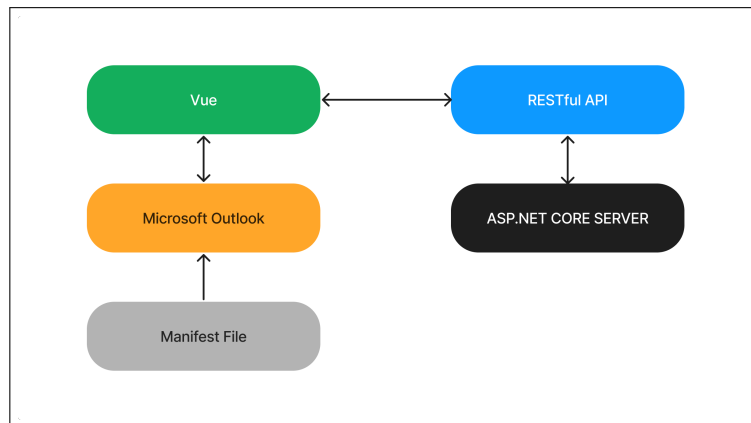 Vue
RESTful API
Microsoft Outlook
ASP.NET CORE SERVER
Manifest File